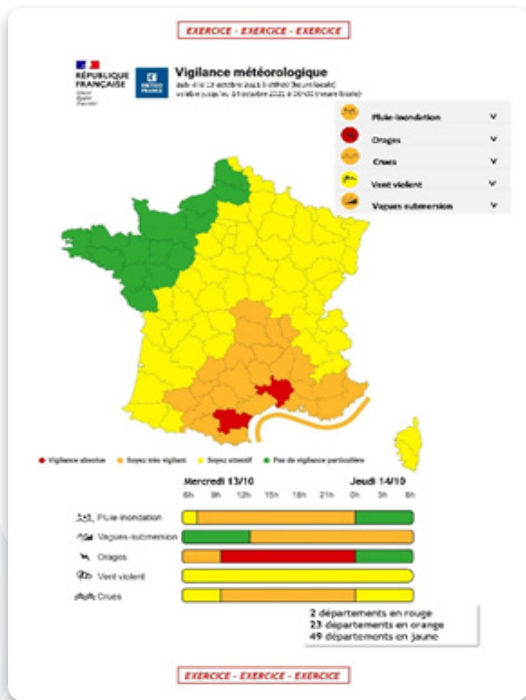 EXERCICE - EXERCICE - EXERCICE
RÉPUBLIQUE
FRANÇAISE
METEO
FRANCE
Vigilance météorologique
Pluie-inondation
Orages
Crues
Vent violent
Vagues submersion
Vigilance absolue
Soyez très vigilant
Soyez attentif
Pas de vigilance particulière
Mercredi 13/10
Jeudi 14/10
6h 9h 12h 15h 18h 21h 0h 3h 6h
Pluie-inondation
Vagues-submersion
Orages
Vent violent
Crues
2 départements en rouge
23 départements en orange
49 départements en jaune
EXERCICE - EXERCICE - EXERCICE